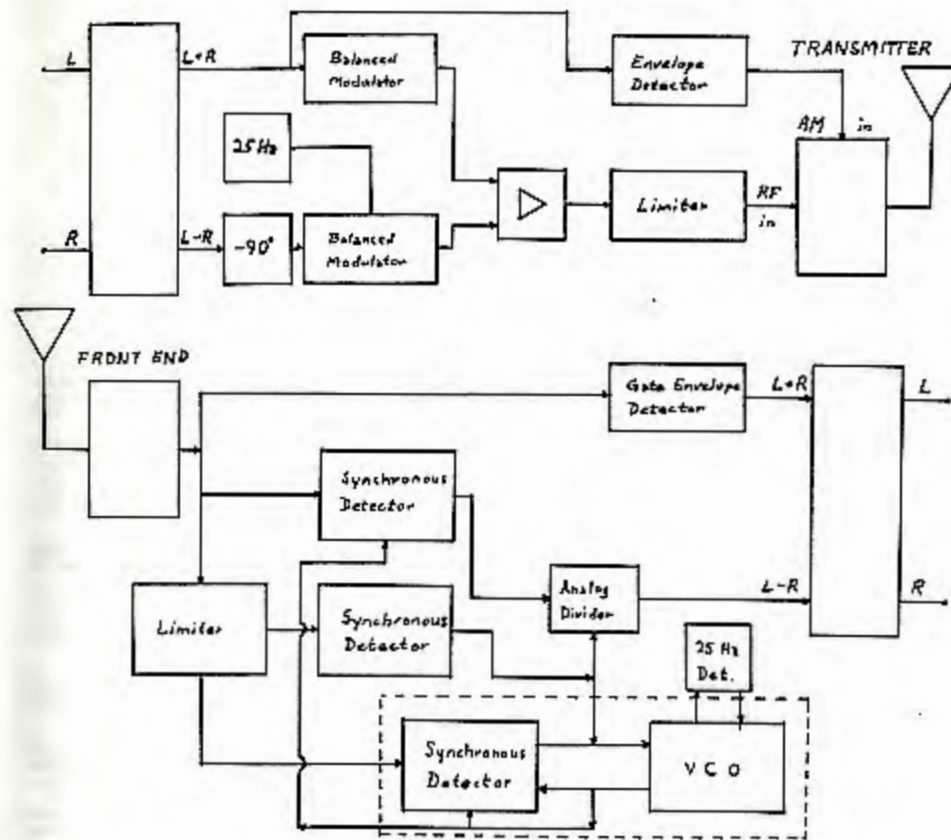 L
L+R
Balanced
Modulator
Envelope
Detector
TRANSMITTER
25 Hz
AM in
Limiter
RF
in
R
L-R
-90°
Balanced
Modulator
FRONT END
Gate Envelope
Detector
L+R
L
Synchronous
Detector
Analog
Divider
L-R
R
Limiter
Synchronous
Detector
25 Hz
Det.
Synchronous
Detector
VCO